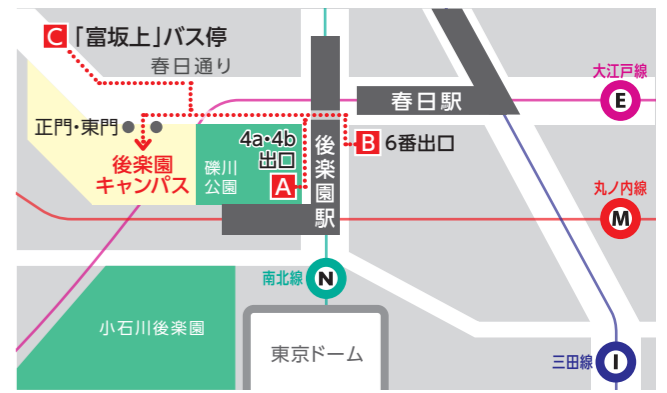 C 「富坂上」バス停
春日通り
大江戸線
E
春日駅
正門・東門
4a・4b
出口
B 6番出口
後楽園
キャンパス
礫川
公園
A
後楽園駅
丸ノ内線
M
南北線 N
小石川後楽園
東京ドーム
三田線 I